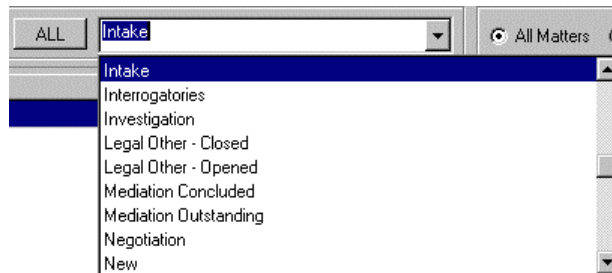 ALL Intake All Matters
Intake
Interrogatories
Investigation
Legal Other - Closed
Legal Other - Opened
Mediation Concluded
Mediation Outstanding
Negotiation
New